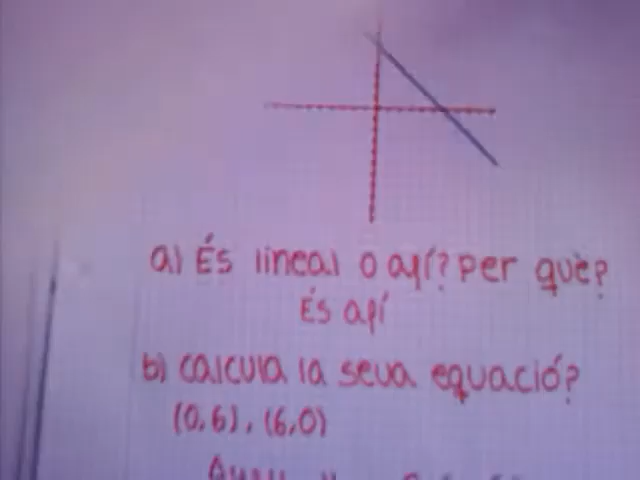 a) És lineal o afí? Per què?
És afí
b) calcula la seva equació?
(0,6), (6,0)